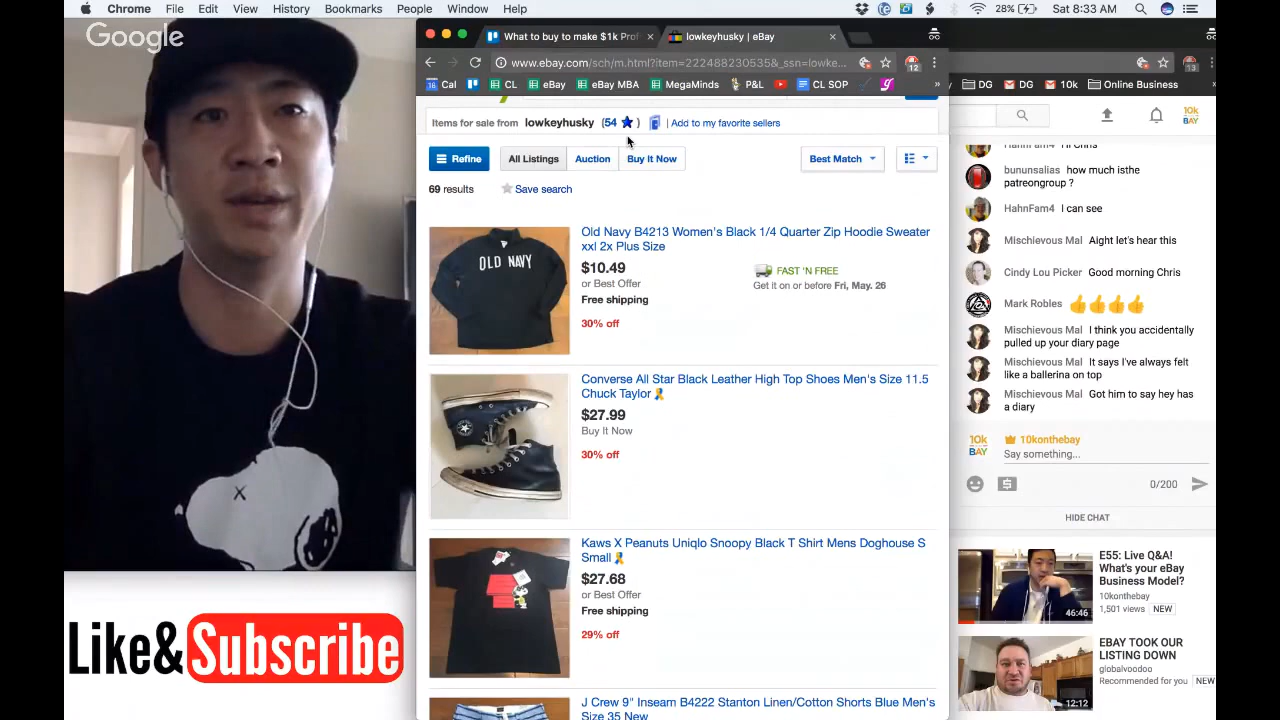 Chrome File Edit View History Bookmarks People Window Help 28% Sat 8:33 AM
Google
What to buy to make $1k Prof × lowkeyhusky | eBay ×
www.ebay.com/sch/m.html?item=222488230535&_ssn=lowke... 12 13
16 Cal CL eBay eBay MBA MegaMinds P&L CL SOP » DG DG 10k Online Business
Items for sale from lowkeyhusky (54 ) | Add to my favorite sellers
Refine All Listings Auction Buy It Now Best Match
69 results Save search
Old Navy B4213 Women's Black 1/4 Quarter Zip Hoodie Sweater
xxl 2x Plus Size
$10.49
or Best Offer
Free shipping
30% off
FAST 'N FREE
Get it on or before Fri, May. 26
OLD NAVY
Converse All Star Black Leather High Top Shoes Men's Size 11.5
Chuck Taylor
$27.99
Buy It Now
30% off
Kaws X Peanuts Uniqlo Snoopy Black T Shirt Mens Doghouse S
Small
$27.68
or Best Offer
Free shipping
29% off
J Crew 9" Inseam B4222 Stanton Linen/Cotton Shorts Blue Men's
Size 35 New
10k
BAY
HahnFam4 Hi Chris
bununsalias how much isthe
patreongroup ?
HahnFam4 I can see
Mischievous Mal Aight let's hear this
Cindy Lou Picker Good morning Chris
Mark Robles
Mischievous Mal I think you accidentally
pulled up your diary page
Mischievous Mal It says I've always felt
like a ballerina on top
Mischievous Mal Got him to say hey has
a diary
10k
BAY
10konthebay
Say something...
0/200
HIDE CHAT
E55: Live Q&A!
What's your eBay
Business Model?
10konthebay
1,501 views NEW
46:46
EBAY TOOK OUR
LISTING DOWN
globalvoodoo
Recommended for you NEW
12:12
Like&Subscribe